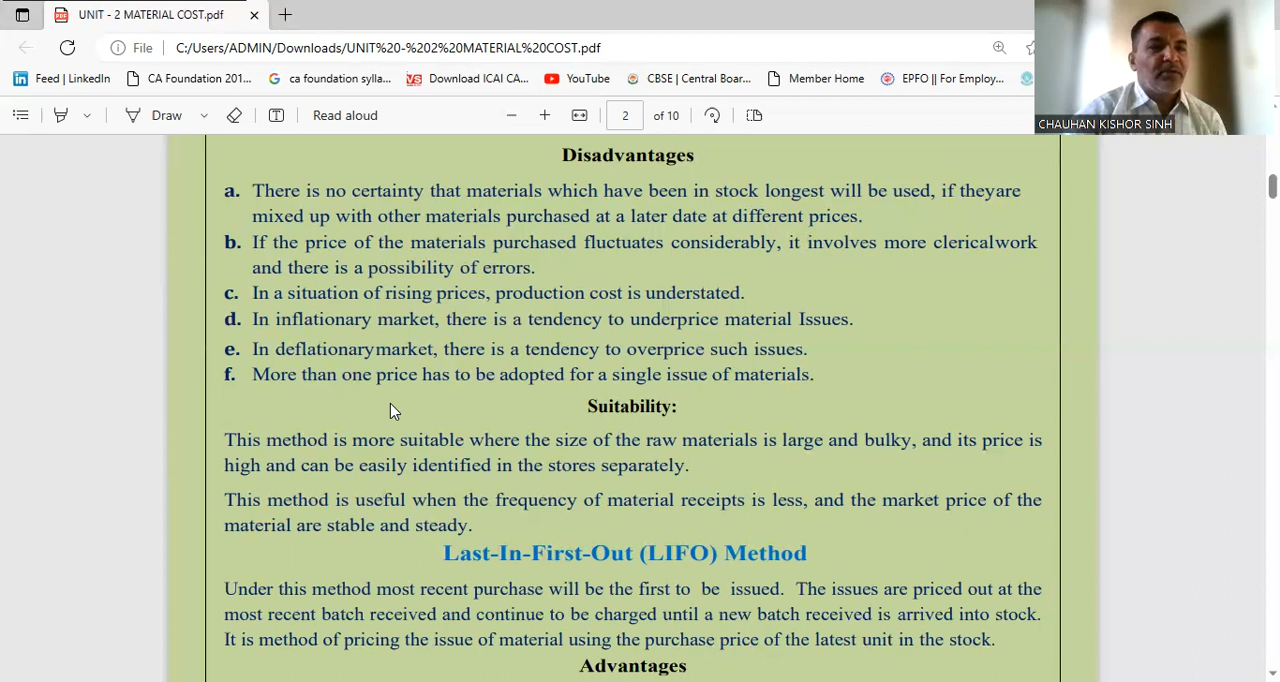 UNIT - 2 MATERIAL COST.pdf
File
C:/Users/ADMIN/Downloads/UNIT%20-%202%20MATERIAL%20COST.pdf
Feed | LinkedIn
CA Foundation 201...
ca foundation sylla...
Download ICAI CA...
YouTube
CBSE | Central Boar...
Member Home
EPFO || For Employ...
Draw
Read aloud
2
of 10
CHAUHAN KISHOR SINH
Disadvantages
a. There is no certainty that materials which have been in stock longest will be used, if theyare
mixed up with other materials purchased at a later date at different prices.
b. If the price of the materials purchased fluctuates considerably, it involves more clericalwork
and there is a possibility of errors.
c. In a situation of rising prices, production cost is understated.
d. In inflationary market, there is a tendency to underprice material Issues.
e. In deflationarymarket, there is a tendency to overprice such issues.
f. More than one price has to be adopted for a single issue of materials.
Suitability:
This method is more suitable where the size of the raw materials is large and bulky, and its price is
high and can be easily identified in the stores separately.
This method is useful when the frequency of material receipts is less, and the market price of the
material are stable and steady.
Last-In-First-Out (LIFO) Method
Under this method most recent purchase will be the first to be issued. The issues are priced out at the
most recent batch received and continue to be charged until a new batch received is arrived into stock.
It is method of pricing the issue of material using the purchase price of the latest unit in the stock.
Advantages